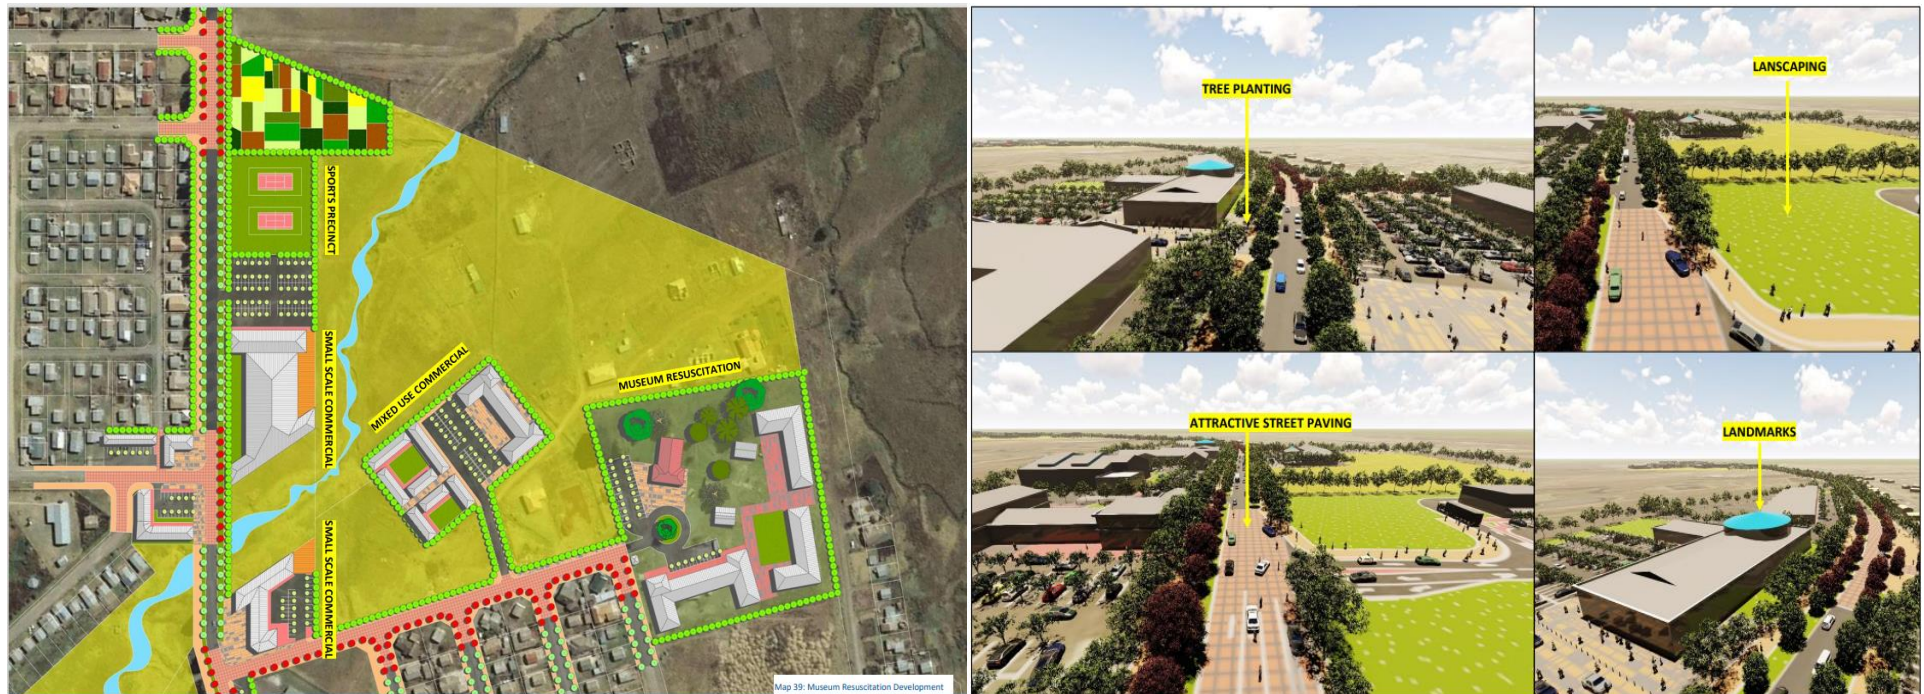 SPORTS PRECINCT
SMALL SCALE COMMERCIAL
MIXED USE COMMERCIAL
MUSEUM RESUSCITATION
SMALL SCALE COMMERCIAL
Map 39: Museum Resuscitation Development
TREE PLANTING
LANSCAPING
ATTRACTIVE STREET PAVING
LANDMARKS